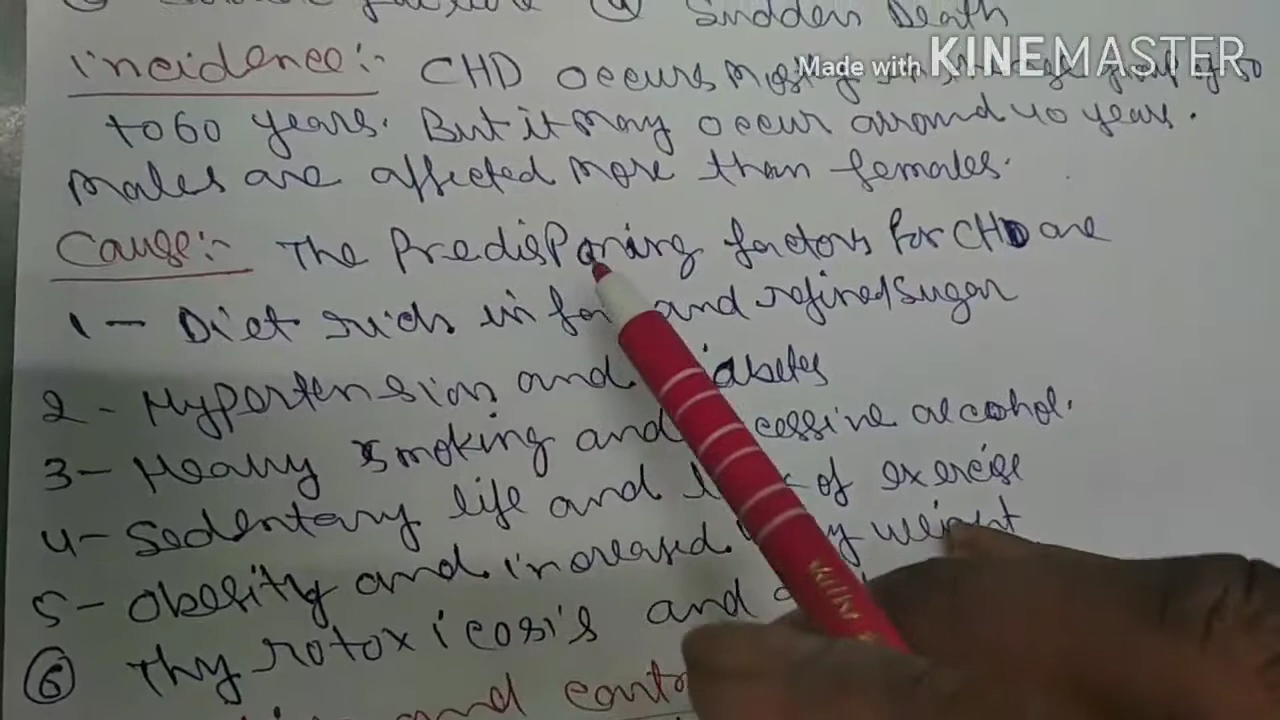 Sudden Death
Made with KINEMASTER
Incidence:- CHD occurs Mostly
to 60 years. But it May occur around 40 years.
Males are affected More than females.
Cause:- The Predisposing factors for CHD are
1- Diet rich in and refined sugar
2- Hypertension and
3- Heavy smoking and alcohol.
4- Sedentary life and of exercise
5- Obesity and increased weight
6 Thyrotoxicosis and
and